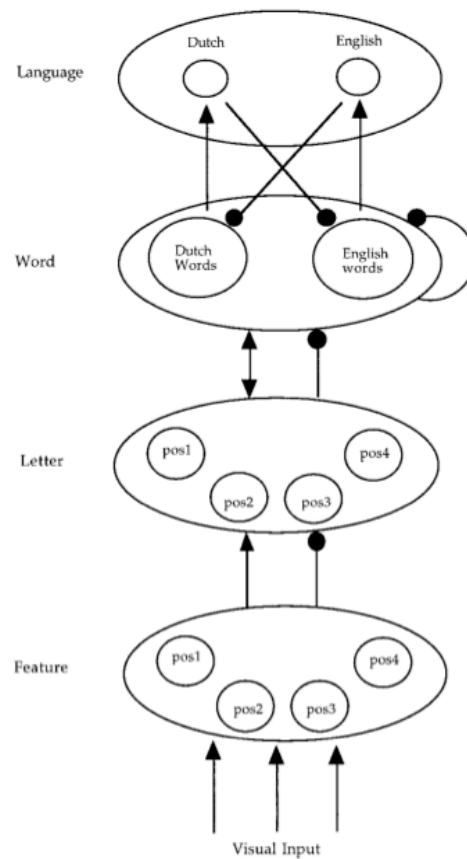 Dutch
English
Language
Dutch
Words
English
words
Word
pos1
pos4
Letter
pos2
pos3
pos1
pos4
Feature
pos2
pos3
Visual Input